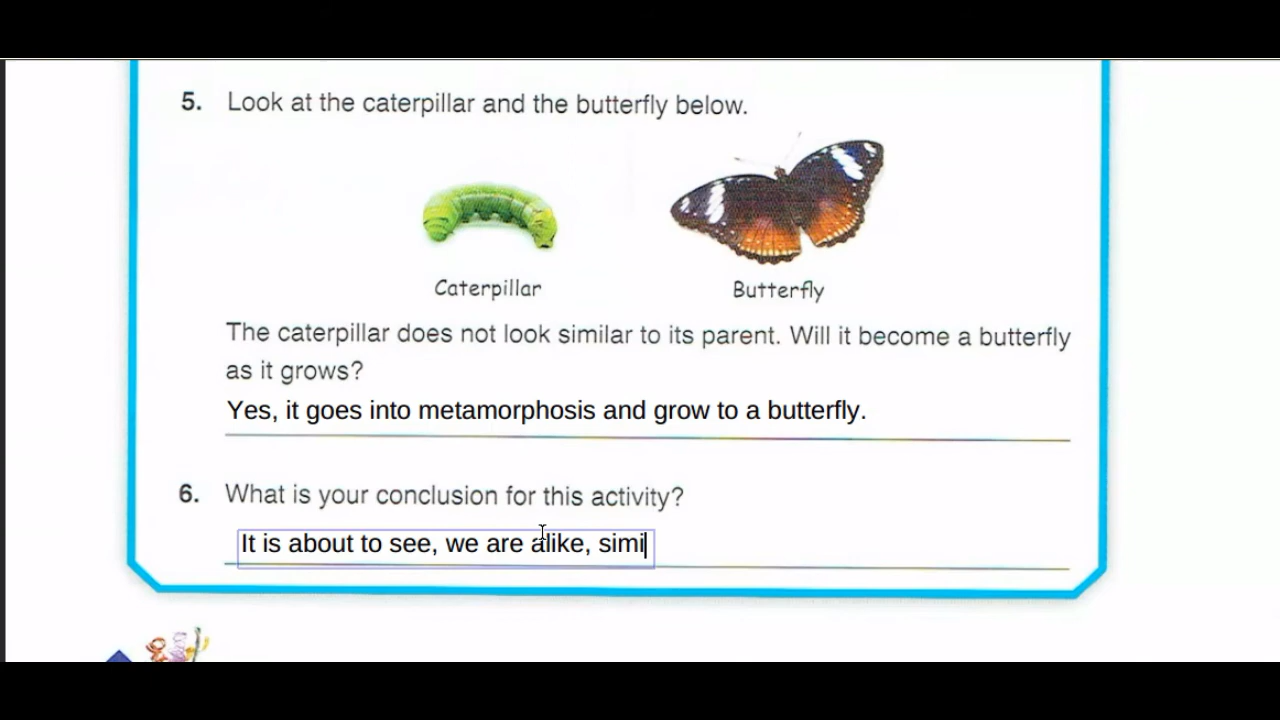 5. Look at the caterpillar and the butterfly below.
Caterpillar Butterfly
The caterpillar does not look similar to its parent. Will it become a butterfly
as it grows?
Yes, it goes into metamorphosis and grow to a butterfly.
6. What is your conclusion for this activity?
It is about to see, we are alike, simi